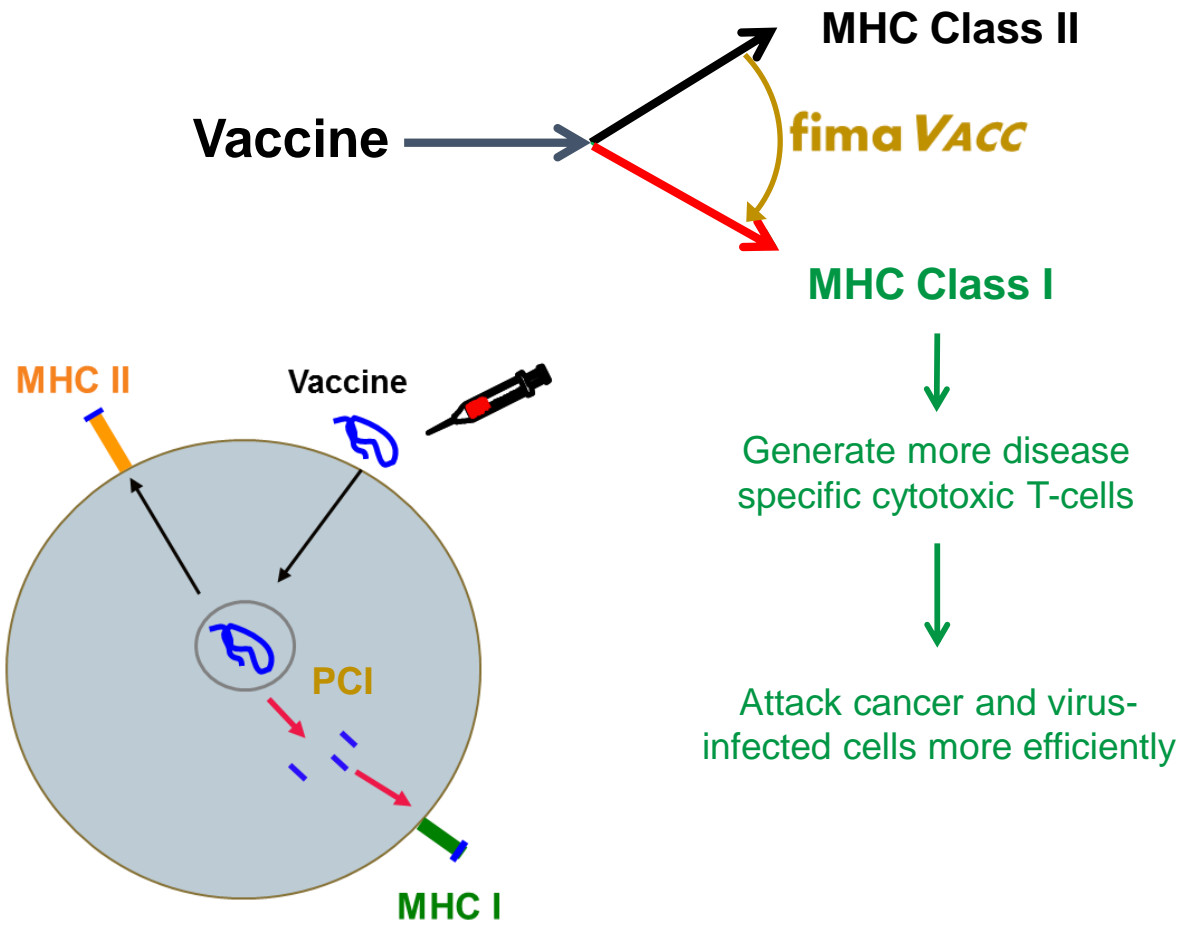 MHC Class II
Vaccine
fima VACC
MHC Class I
Generate more disease
specific cytotoxic T-cells
Attack cancer and virus-
infected cells more efficiently
MHC II
Vaccine
PCI
MHC I